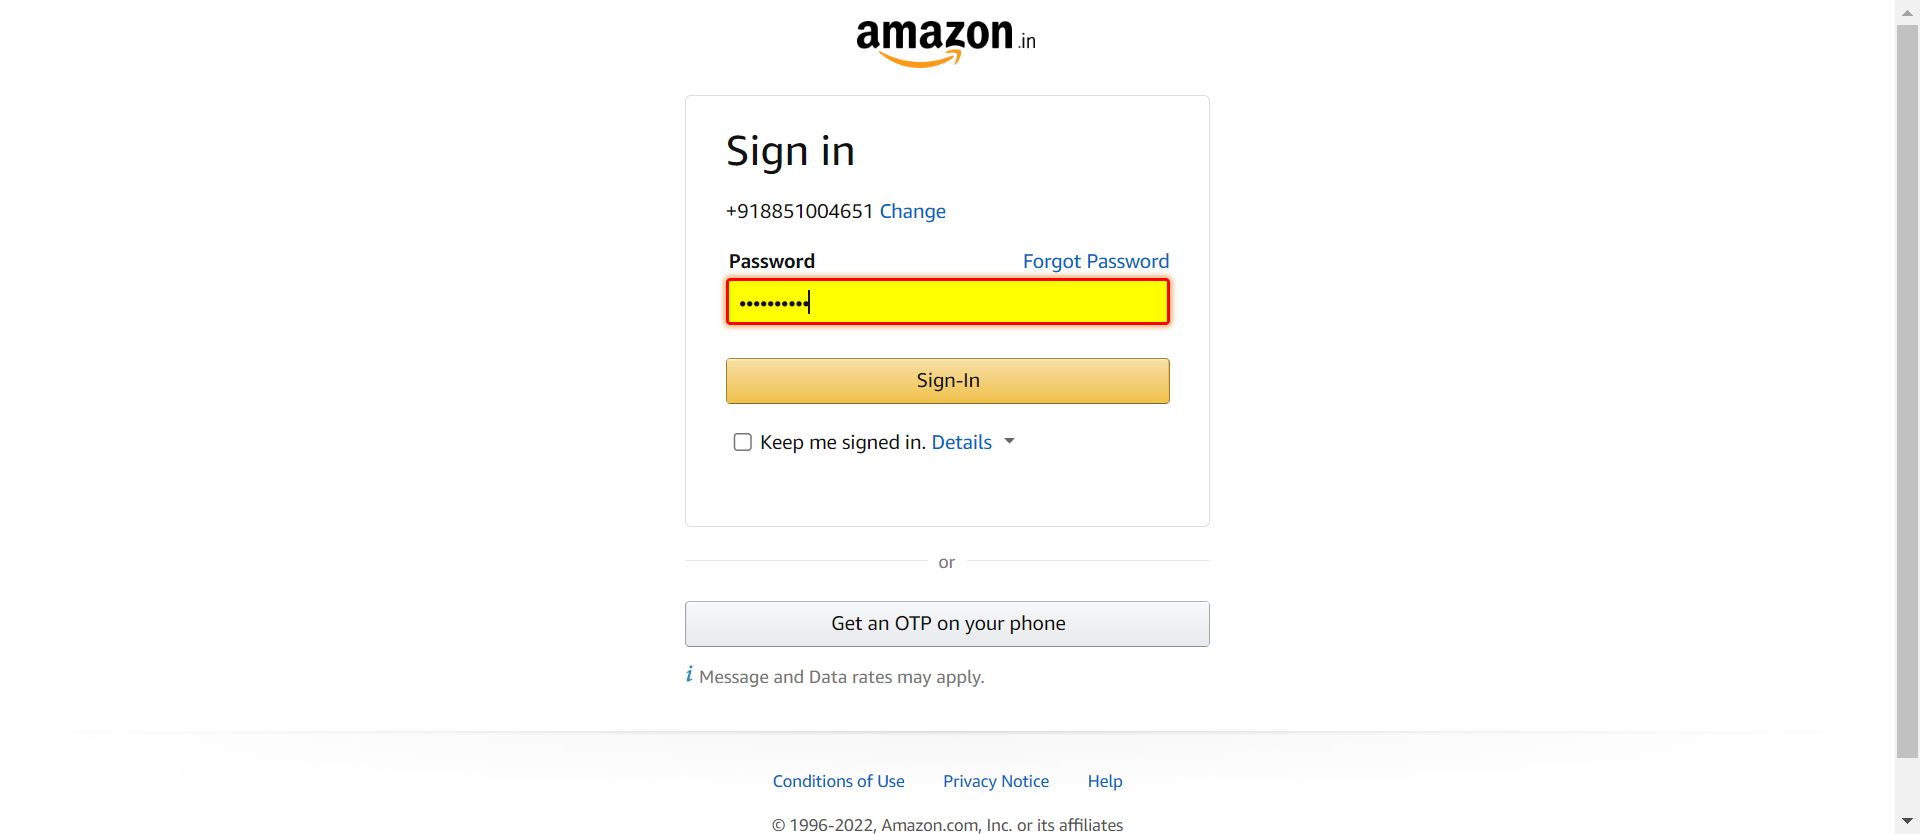 amazon.in
Sign in
+918851004651 Change
Password Forgot Password
••••••••••
Sign-In
Keep me signed in. Details
or
Get an OTP on your phone
i Message and Data rates may apply.
Conditions of Use Privacy Notice Help
© 1996-2022, Amazon.com, Inc. or its affiliates